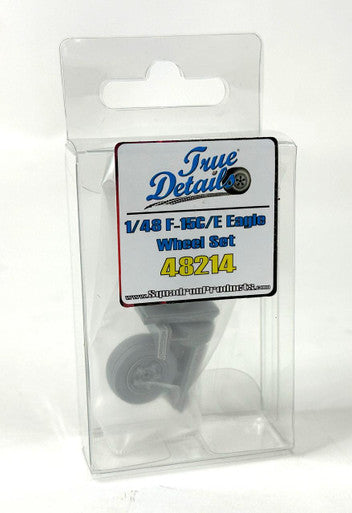 True
Details
1/48 F-15C/E Eagle
Wheel Set
48214
www.SquadronProducts.com